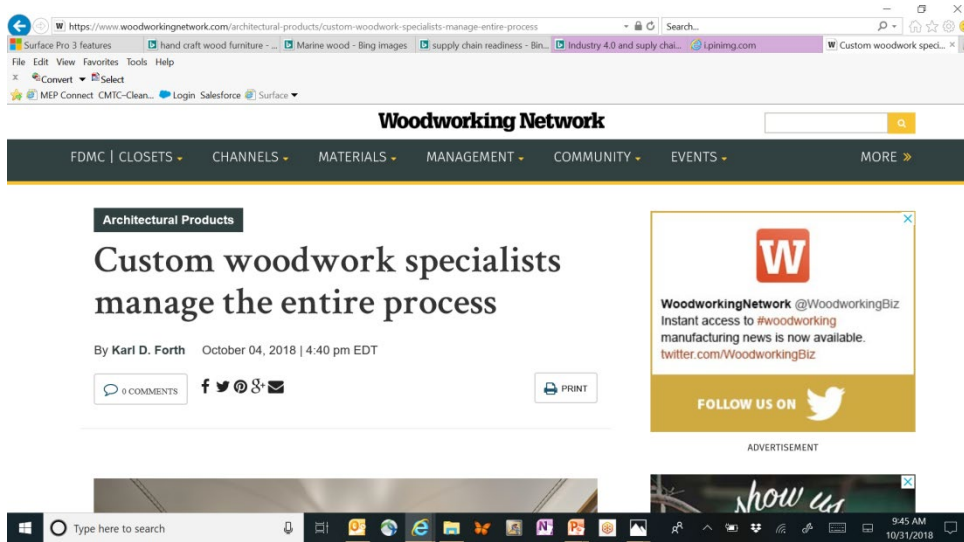 https://www.woodworkingnetwork.com/architectural-products/custom-woodwork-specialists-manage-entire-process
Search...
Surface Pro 3 features
hand craft wood furniture - ...
Marine wood - Bing images
supply chain readiness - Bin...
Industry 4.0 and suply chai...
i.pinimg.com
Custom woodwork speci...
File Edit View Favorites Tools Help
x Convert Select
MEP Connect CMTC-Clean... Login Salesforce Surface
Woodworking Network
FDMC | CLOSETS CHANNELS MATERIALS MANAGEMENT COMMUNITY EVENTS MORE »
Architectural Products
Custom woodwork specialists
manage the entire process
By Karl D. Forth October 04, 2018 | 4:40 pm EDT
0 COMMENTS
PRINT
W
WoodworkingNetwork @WoodworkingBiz
Instant access to #woodworking
manufacturing news is now available.
twitter.com/WoodworkingBiz
FOLLOW US ON
ADVERTISEMENT
show us
Type here to search
9:45 AM
10/31/2018